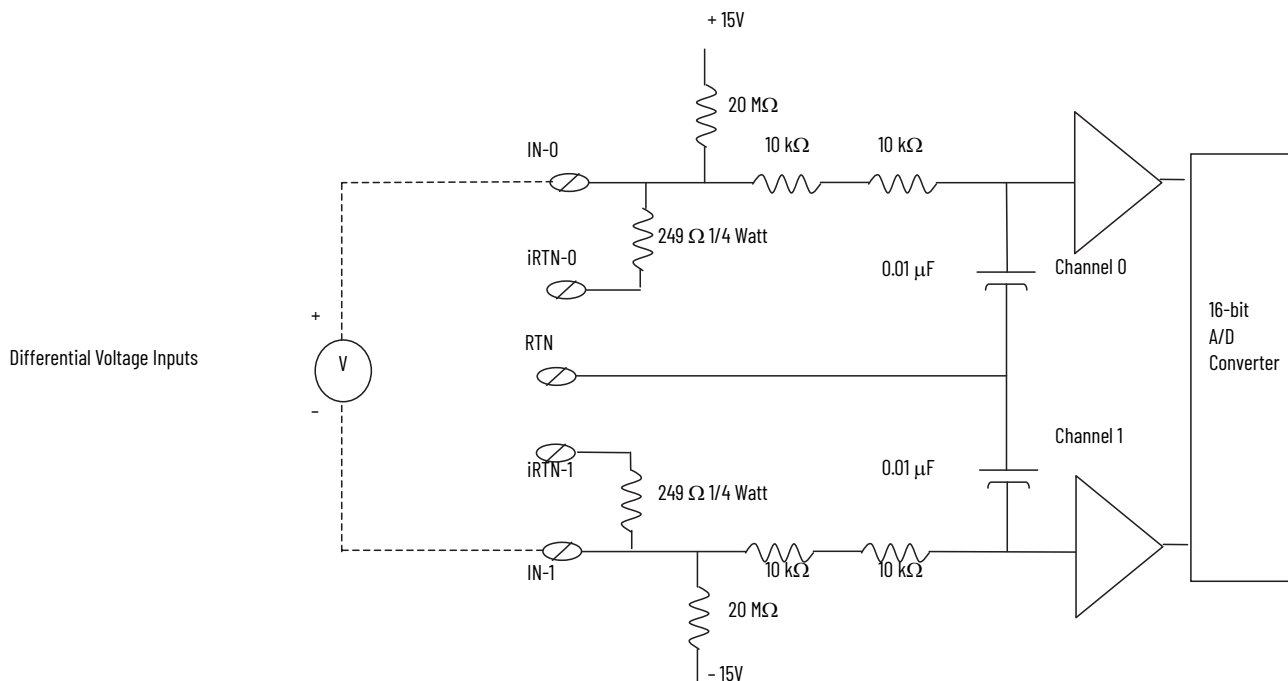 + 15V
20 MΩ
10 kΩ
10 kΩ
IN-0
249 Ω 1/4 Watt
iRTN-0
0.01 μF
Channel 0
16-bit
A/D
Converter
+
RTN
Differential Voltage Inputs
V
−
Channel 1
iRTN-1
0.01 μF
249 Ω 1/4 Watt
IN-1
10 kΩ
10 kΩ
20 MΩ
− 15V